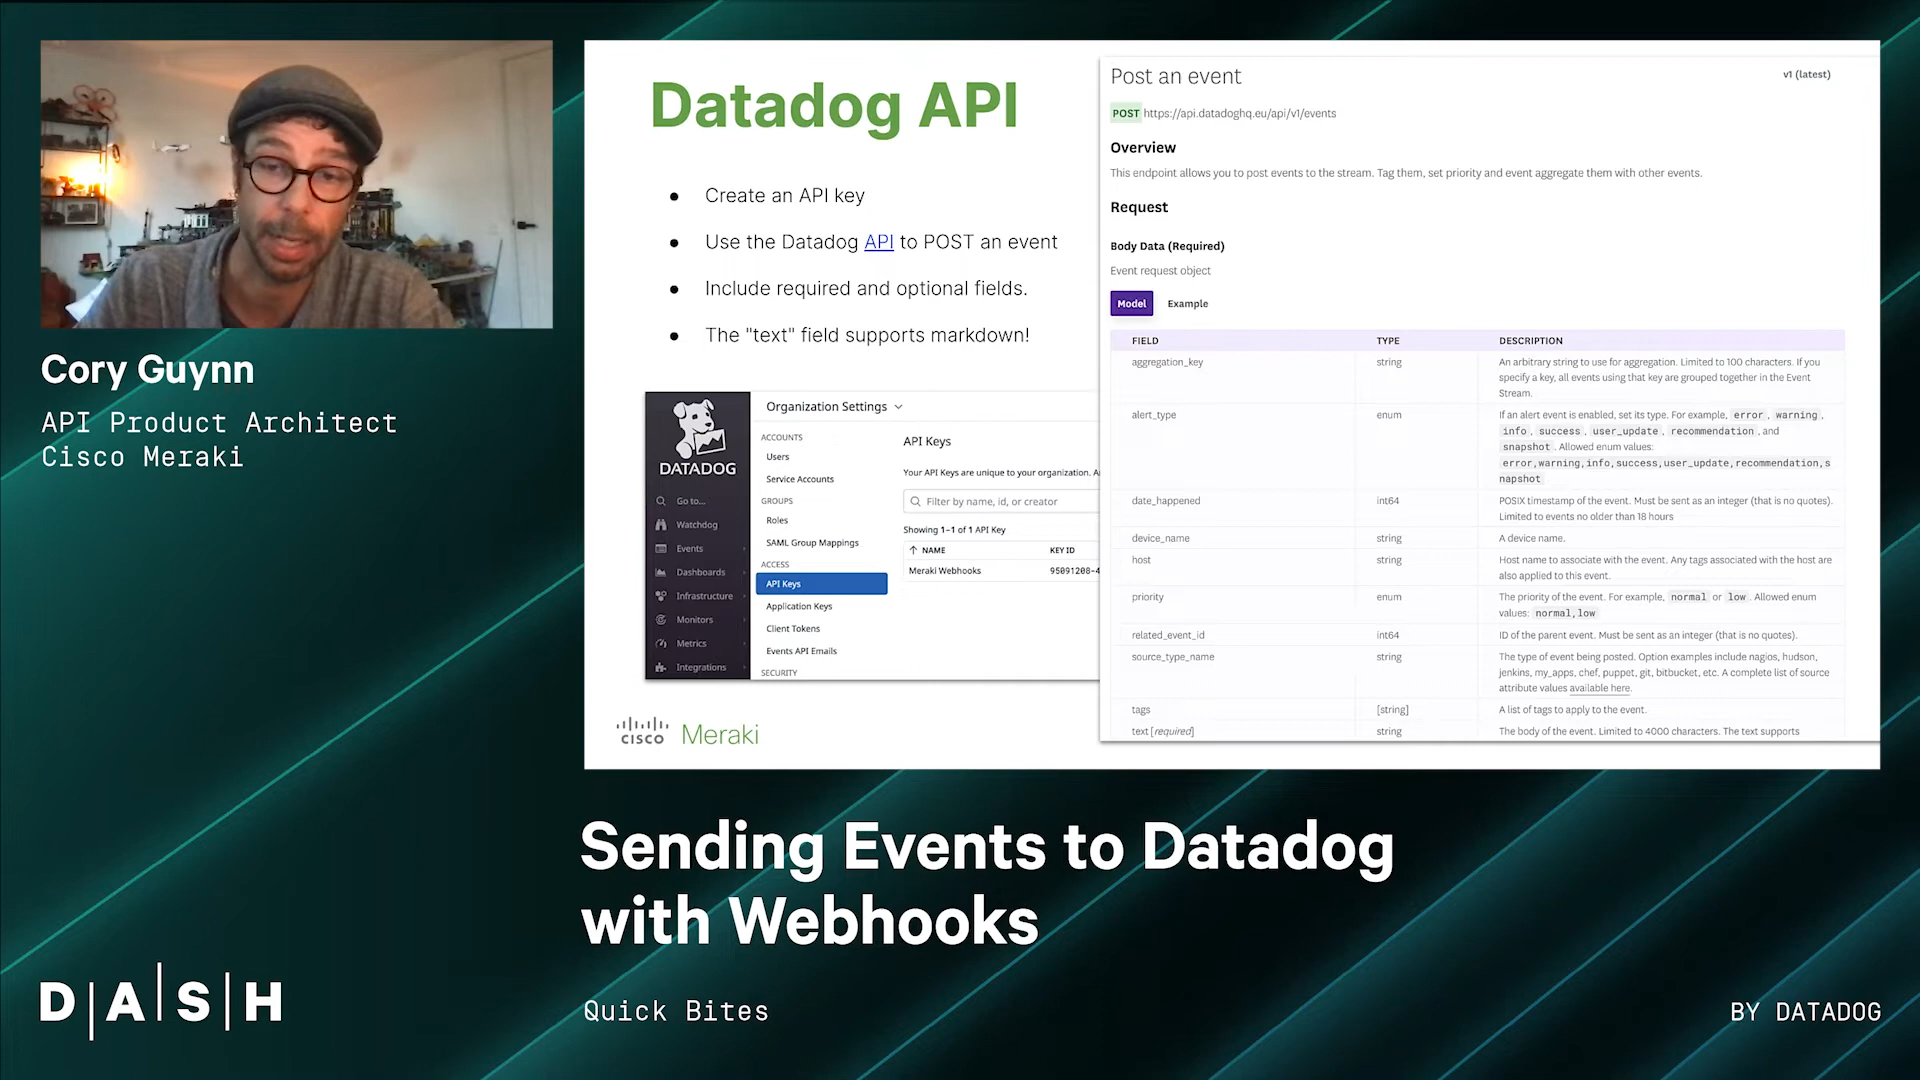 Cory Guynn
API Product Architect
Cisco Meraki
Datadog API
● Create an API key
● Use the Datadog API to POST an event
● Include required and optional fields.
● The "text" field supports markdown!
DATADOG
Go to...
Watchdog
Events
Dashboards
Infrastructure
Monitors
Metrics
Integrations
Organization Settings
ACCOUNTS
Users
Service Accounts
GROUPS
Roles
SAML Group Mappings
ACCESS
API Keys
Application Keys
Client Tokens
Events API Emails
SECURITY
API Keys
Your API Keys are unique to your organization.
Filter by name, id, or creator
Showing 1–1 of 1 API Key
↑ NAME KEY ID
Meraki Webhooks 95091208-4
Post an event
v1 (latest)
POST https://api.datadoghq.eu/api/v1/events
Overview
This endpoint allows you to post events to the stream. Tag them, set priority and event aggregate them with other events.
Request
Body Data (Required)
Event request object
Model Example
FIELD TYPE DESCRIPTION
aggregation_key string An arbitrary string to use for aggregation. Limited to 100 characters. If you
specify a key, all events using that key are grouped together in the Event
Stream.
alert_type enum If an alert event is enabled, set its type. For example, error, warning,
info, success, user_update, recommendation, and
snapshot. Allowed enum values:
error,warning,info,success,user_update,recommendation,s
napshot
date_happened int64 POSIX timestamp of the event. Must be sent as an integer (that is no quotes).
Limited to events no older than 18 hours
device_name string A device name.
host string Host name to associate with the event. Any tags associated with the host are
also applied to this event.
priority enum The priority of the event. For example, normal or low. Allowed enum
values: normal,low
related_event_id int64 ID of the parent event. Must be sent as an integer (that is no quotes).
source_type_name string The type of event being posted. Option examples include nagios, hudson,
jenkins, my_apps, chef, puppet, git, bitbucket, etc. A complete list of source
attribute values available here.
tags [string] A list of tags to apply to the event.
text [required] string The body of the event. Limited to 4000 characters. The text supports
CISCO Meraki
Sending Events to Datadog
with Webhooks
Quick Bites
D|A|S|H
BY DATADOG